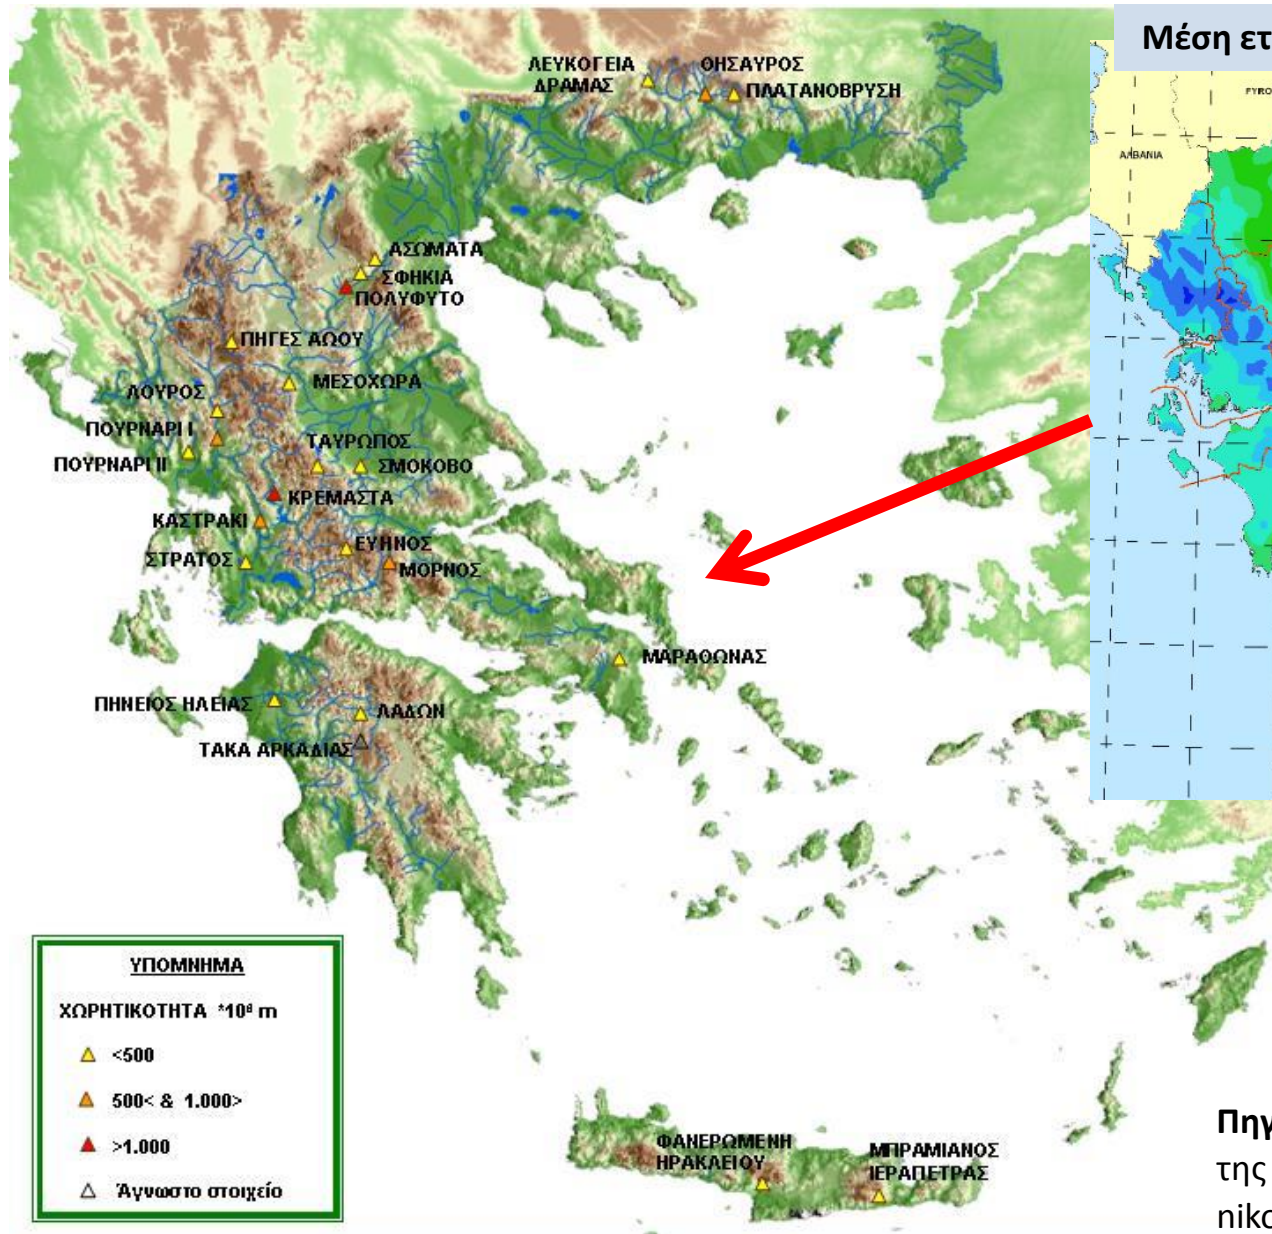 Μέση ετ
ΛΕΥΚΟΓΕΙΑ
ΔΡΑΜΑΣ
ΘΗΣΑΥΡΟΣ
ΠΛΑΤΑΝΟΒΡΥΣΗ
ΑΛΒΑΝΙΑ
ΑΣΩΜΑΤΑ
ΣΦΗΚΙΑ
ΠΟΛΥΦΥΤΟ
ΠΗΓΕΣ ΑΩΟΥ
ΜΕΣΟΧΩΡΑ
ΛΟΥΡΟΣ
ΠΟΥΡΝΑΡΙ I
ΠΟΥΡΝΑΡΙ II
ΤΑΥΡΩΠΟΣ
ΣΜΟΚΟΒΟ
ΚΡΕΜΑΣΤΑ
ΚΑΣΤΡΑΚΙ
ΕΥΗΝΟΣ
ΣΤΡΑΤΟΣ
ΜΟΡΝΟΣ
ΜΑΡΑΘΩΝΑΣ
ΠΗΝΕΙΟΣ ΗΛΕΙΑΣ
ΛΑΔΩΝ
ΤΑΚΑ ΑΡΚΑΔΙΑΣ
ΥΠΟΜΝΗΜΑ
ΧΩΡΗΤΙΚΟΤΗΤΑ *10⁶ m
<500
500< & 1.000>
>1.000
Άγνωστο στοιχείο
ΦΑΝΕΡΩΜΕΝΗ
ΗΡΑΚΛΕΙΟΥ
ΜΠΡΑΜΙΑΝΟΣ
ΙΕΡΑΠΕΤΡΑΣ
Πηγ
της
niko